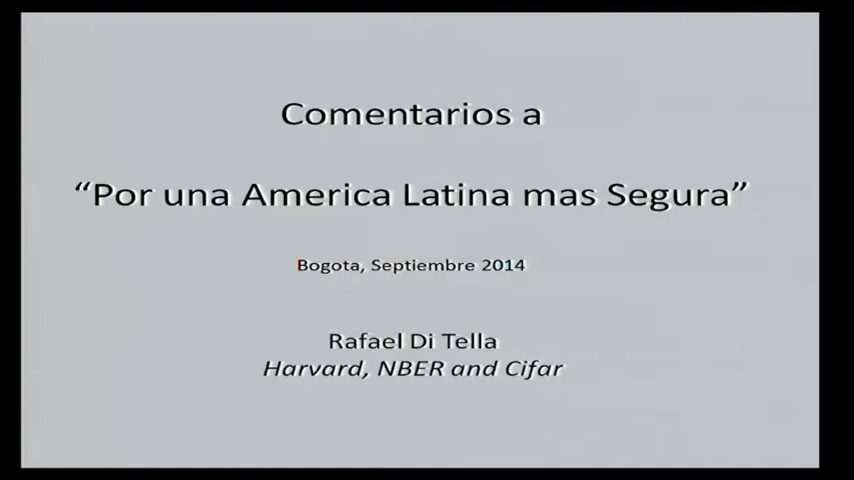 Comentarios a
“Por una America Latina mas Segura”
Bogota, Septiembre 2014
Rafael Di Tella
Harvard, NBER and Cifar